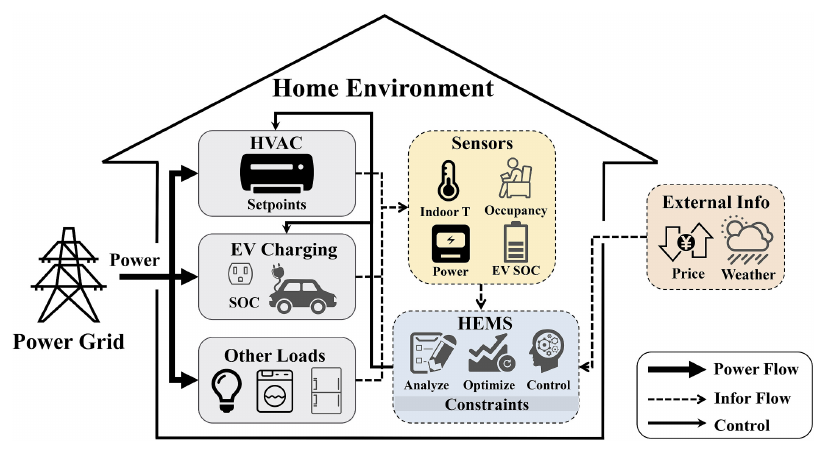 Home Environment
HVAC
Setpoints
EV Charging
SOC
Other Loads
Power
Power Grid
Sensors
Indoor T
Occupancy
Power
EV SOC
HEMS
Analyze
Optimize
Control
Constraints
External Info
¥
Price
Weather
Power Flow
Infor Flow
Control